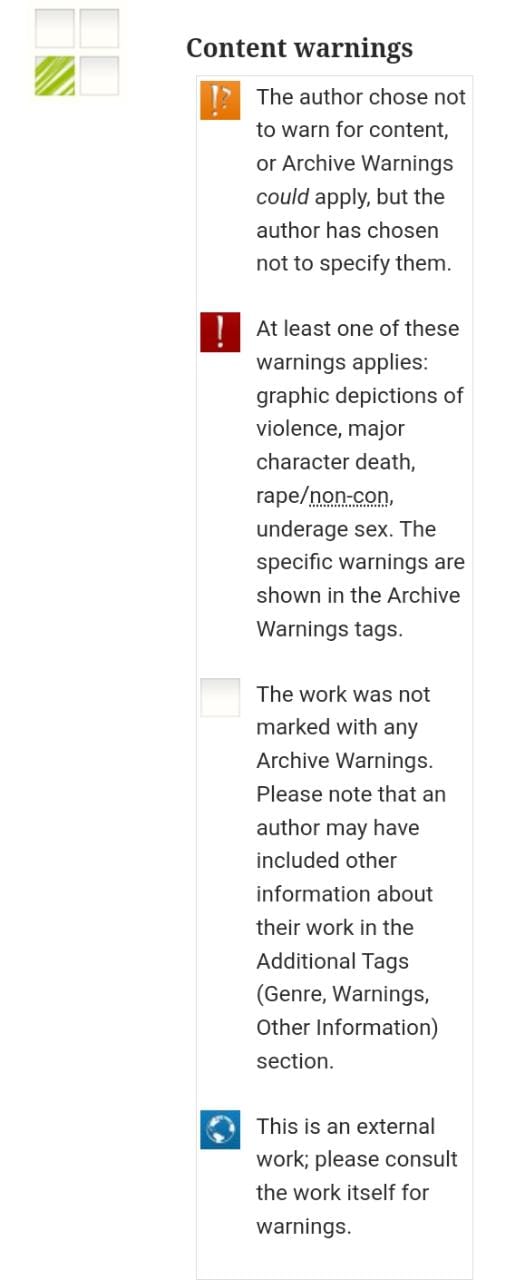 Content warnings
The author chose not
to warn for content,
or Archive Warnings
could apply, but the
author has chosen
not to specify them.
At least one of these
warnings applies:
graphic depictions of
violence, major
character death,
rape/non-con,
underage sex. The
specific warnings are
shown in the Archive
Warnings tags.
The work was not
marked with any
Archive Warnings.
Please note that an
author may have
included other
information about
their work in the
Additional Tags
(Genre, Warnings,
Other Information)
section.
This is an external
work; please consult
the work itself for
warnings.